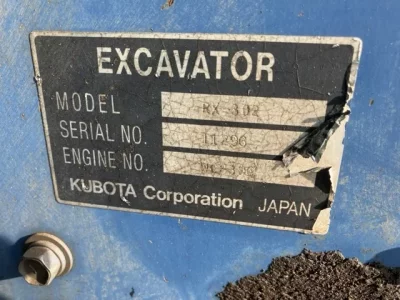 EXCAVATOR
MODEL RX-302
SERIAL NO. 11296
ENGINE NO.
KUBOTA Corporation JAPAN